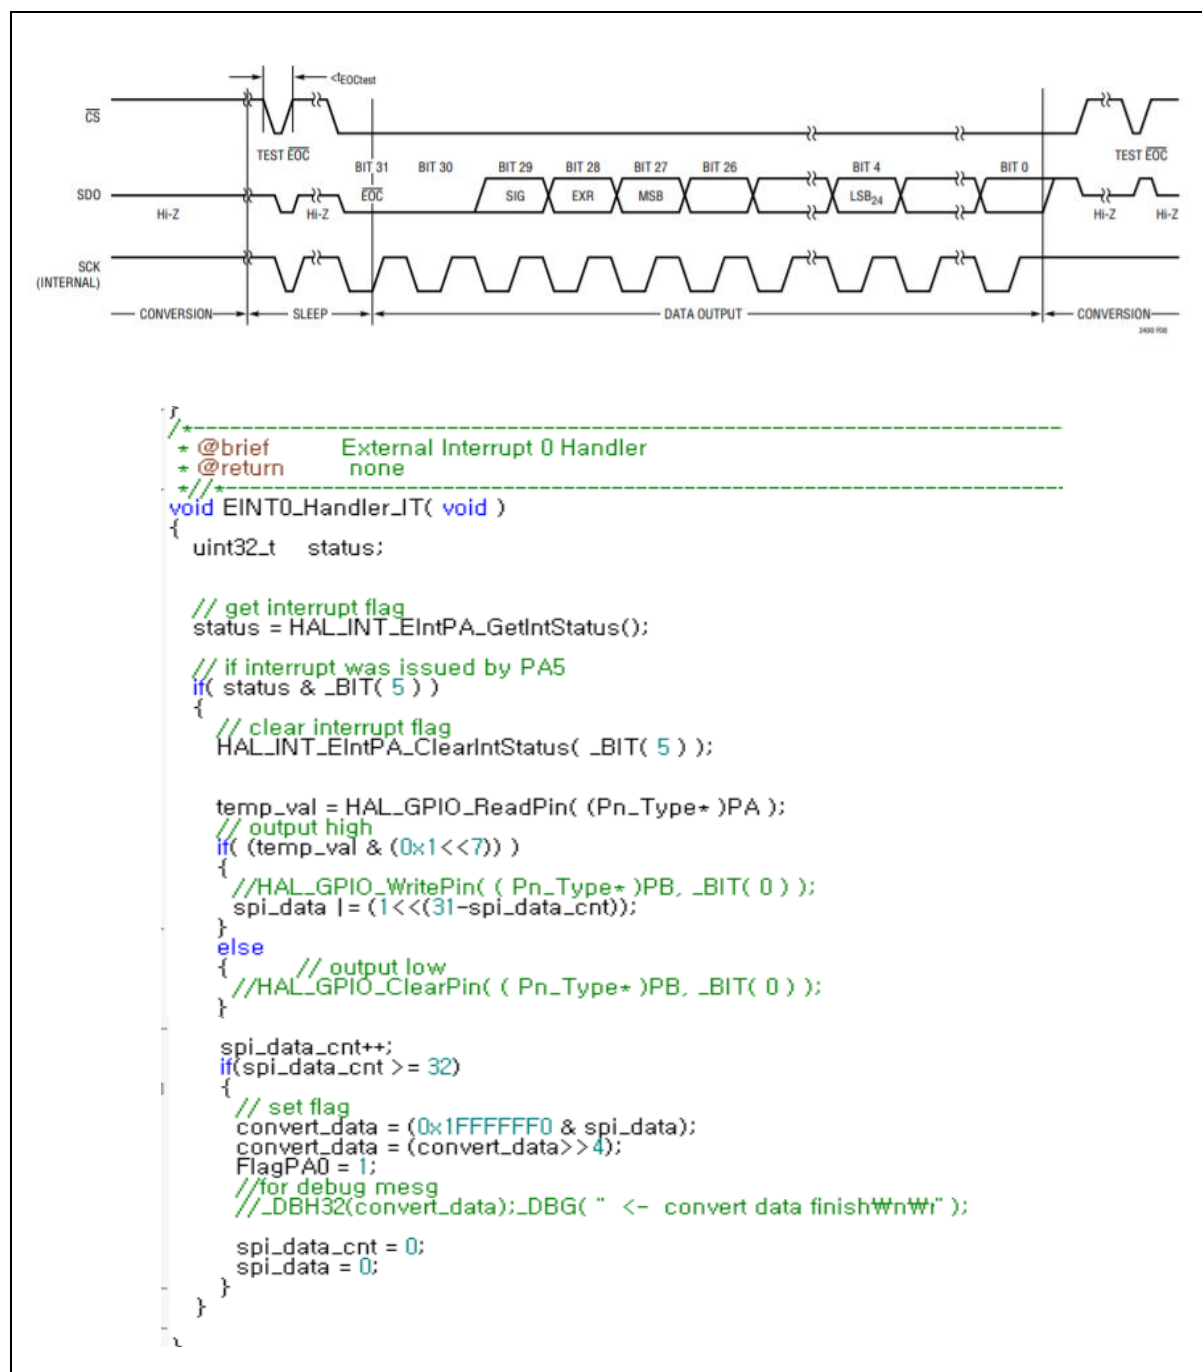 <tEOCtest
CS
TEST EOC
BIT 31 BIT 30 BIT 29 BIT 28 BIT 27 BIT 26 BIT 4 BIT 0
TEST EOC
SDO
EOC SIG EXR MSB LSB24
Hi-Z Hi-Z Hi-Z Hi-Z
SCK
(INTERNAL)
CONVERSION SLEEP DATA OUTPUT CONVERSION
2400 F08
}
/*----------------------------------------------------------------------
* @brief External Interrupt 0 Handler
* @return none
*//*----------------------------------------------------------------------
void EINT0_Handler_IT( void )
{
uint32_t status;
// get interrupt flag
status = HAL_INT_EIntPA_GetIntStatus();
// if interrupt was issued by PA5
if( status & _BIT( 5 ) )
{
// clear interrupt flag
HAL_INT_EIntPA_ClearIntStatus( _BIT( 5 ) );
temp_val = HAL_GPIO_ReadPin( (Pn_Type* )PA );
// output high
if( (temp_val & (0x1<<7)) )
{
//HAL_GPIO_WritePin( ( Pn_Type* )PB, _BIT( 0 ) );
spi_data |= (1<<(31-spi_data_cnt));
}
else
{ // output low
//HAL_GPIO_ClearPin( ( Pn_Type* )PB, _BIT( 0 ) );
}
spi_data_cnt++;
if(spi_data_cnt >= 32)
{
// set flag
convert_data = (0x1FFFFFF0 & spi_data);
convert_data = (convert_data>>4);
FlagPA0 = 1;
//for debug mesg
//_DBH32(convert_data);_DBG( " <- convert data finish₩n₩r" );
spi_data_cnt = 0;
spi_data = 0;
}
}
}